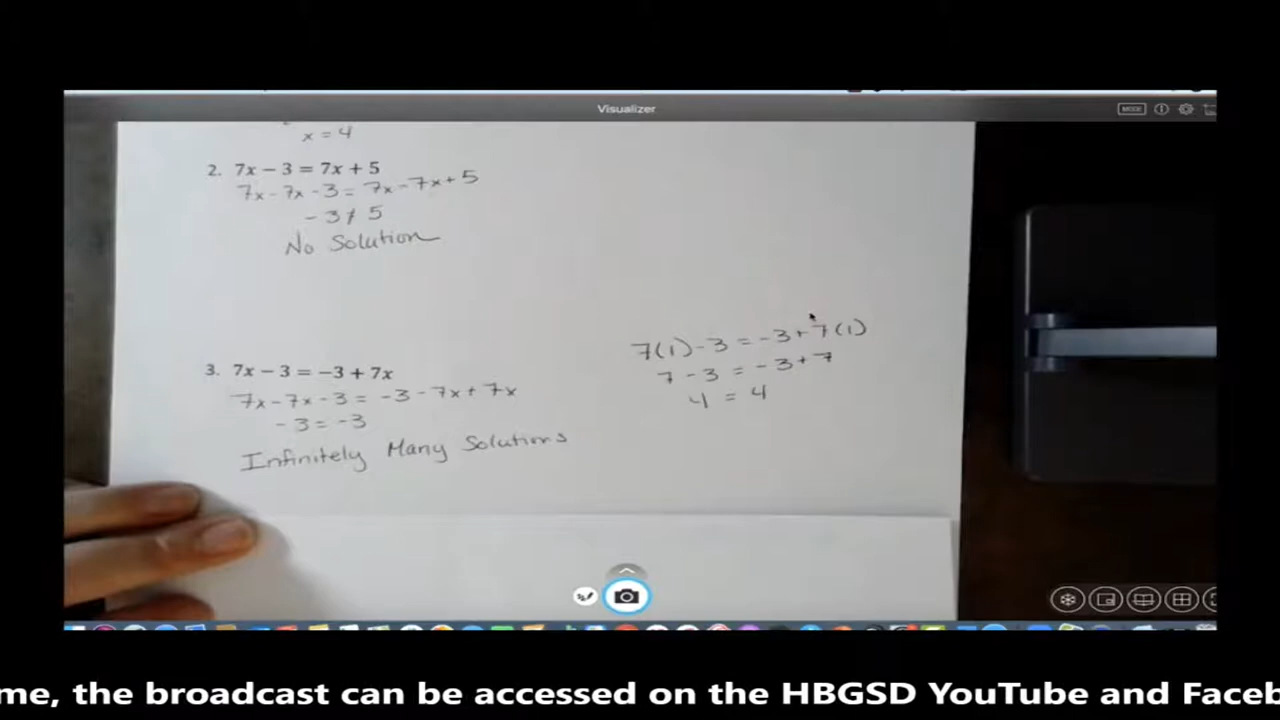 Visualizer
MODE
x = 4
2. 7x − 3 = 7x + 5
7x - 7x - 3 = 7x - 7x + 5
- 3 ≠ 5
No Solution
3. 7x − 3 = −3 + 7x
7x - 7x - 3 = -3 - 7x + 7x
- 3 = -3
Infinitely Many Solutions
7(1) - 3 = -3 + 7(1)
7 - 3 = -3 + 7
4 = 4
me, the broadcast can be accessed on the HBGSD YouTube and Faceb